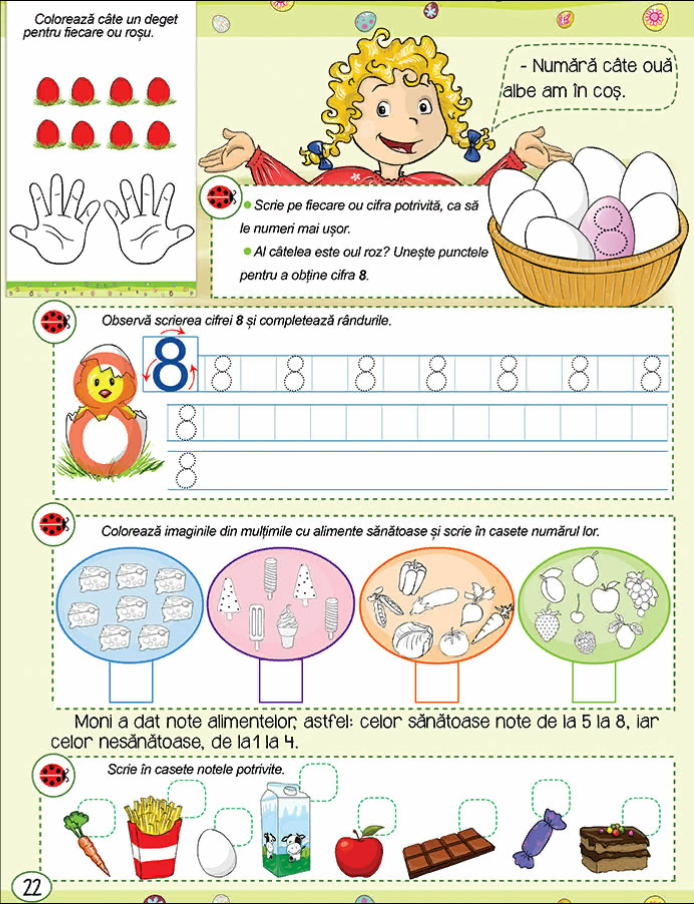 Colorează câte un deget
pentru fiecare ou roșu.
- Numără câte ouă
albe am în coș.
Scrie pe fiecare ou cifra potrivită, ca să
le numeri mai ușor.
Al câtelea este oul roz? Unește punctele
pentru a obține cifra 8.
8
Observă scrierea cifrei 8 și completează rândurile.
8 8 8 8 8 8 8 8
8
8
Colorează imaginile din mulțimile cu alimente sănătoase și scrie în casete numărul lor.
Moni a dat note alimentelor, astfel: celor sănătoase note de la 5 la 8, iar
celor nesănătoase, de la 1 la 4.
Scrie în casete notele potrivite.
22